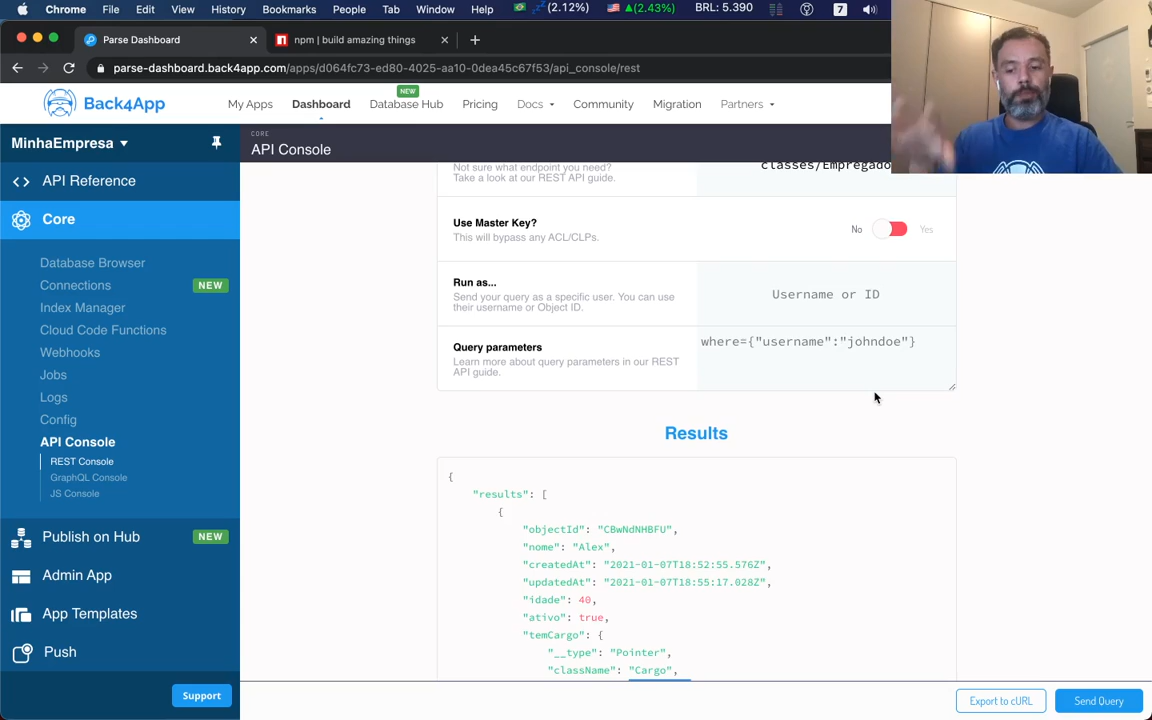 Chrome File Edit View History Bookmarks People Tab Window Help (2.12%) (2.43%) BRL: 5.390 7
Parse Dashboard npm | build amazing things
parse-dashboard.back4app.com/apps/d064fc73-ed80-4025-aa10-0dea45c67f53/api_console/rest
NEW
Back4App My Apps Dashboard Database Hub Pricing Docs Community Migration Partners
MinhaEmpresa
CORE
API Console
API Reference
Core
Database Browser
Connections NEW
Index Manager
Cloud Code Functions
Webhooks
Jobs
Logs
Config
API Console
REST Console
GraphQL Console
JS Console
Publish on Hub NEW
Admin App
App Templates
Push
Support
Not sure what endpoint you need?
Take a look at our REST API guide.
classes/Empregado
Use Master Key?
This will bypass any ACL/CLPs.
No Yes
Run as...
Send your query as a specific user. You can use
their username or Object ID.
Username or ID
Query parameters
Learn more about query parameters in our REST
API guide.
where={"username":"johndoe"}
Results
{
"results": [
{
"objectId": "CBwNdNHBFU",
"nome": "Alex",
"createdAt": "2021-01-07T18:52:55.576Z",
"updatedAt": "2021-01-07T18:55:17.028Z",
"idade": 40,
"ativo": true,
"temCargo": {
"__type": "Pointer",
"className": "Cargo",
Export to cURL Send Query